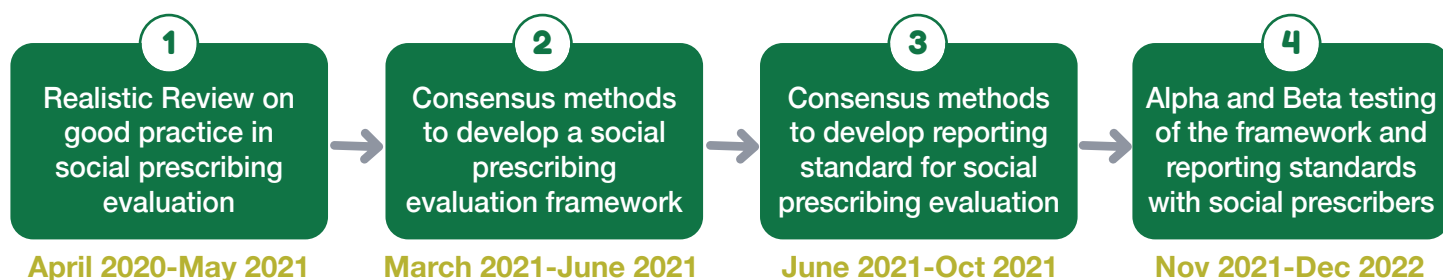 1
Realistic Review on
good practice in
social prescribing
evaluation
April 2020-May 2021
2
Consensus methods
to develop a social
prescribing
evaluation framework
March 2021-June 2021
3
Consensus methods
to develop reporting
standard for social
prescribing evaluation
June 2021-Oct 2021
4
Alpha and Beta testing
of the framework and
reporting standards
with social prescribers
Nov 2021-Dec 2022